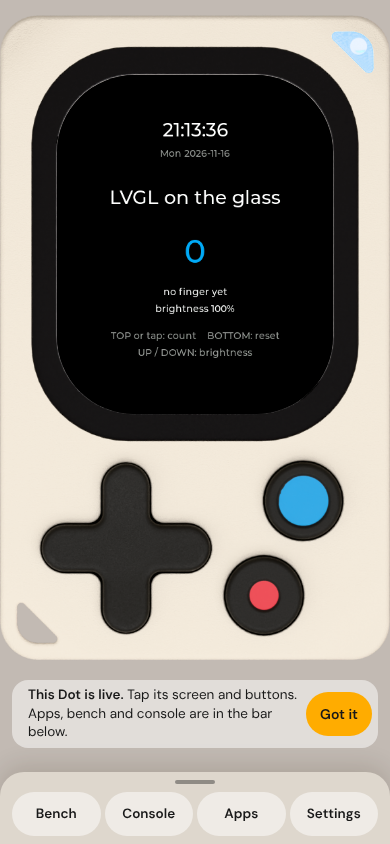 21:13:36
Mon 2026-11-16
LVGL on the glass
0
no finger yet
brightness 100%
TOP or tap: count    BOTTOM: reset
UP / DOWN: brightness
This Dot is live. Tap its screen and buttons.
Apps, bench and console are in the bar
below.
Got it
Bench
Console
Apps
Settings